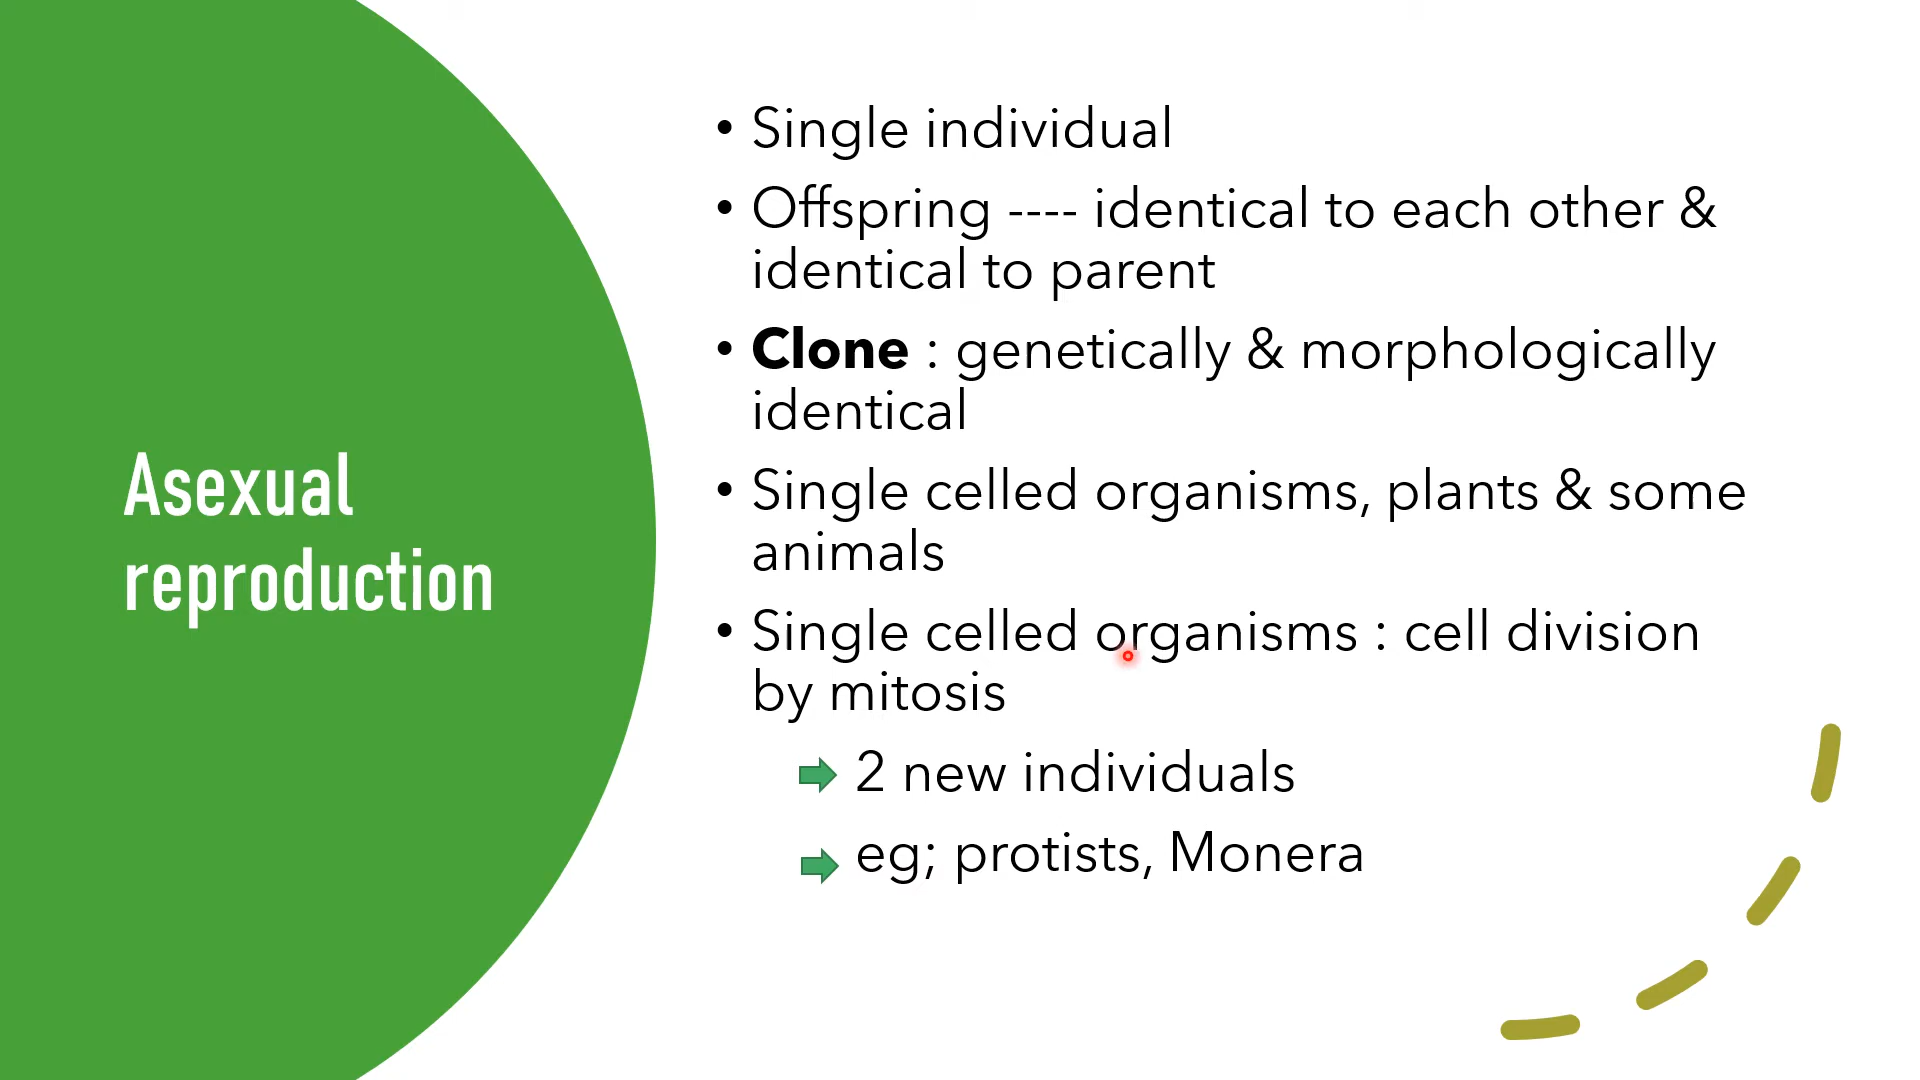 Asexual
reproduction
• Single individual
• Offspring ---- identical to each other &
identical to parent
• Clone : genetically & morphologically
identical
• Single celled organisms, plants & some
animals
• Single celled organisms : cell division
by mitosis
2 new individuals
eg; protists, Monera